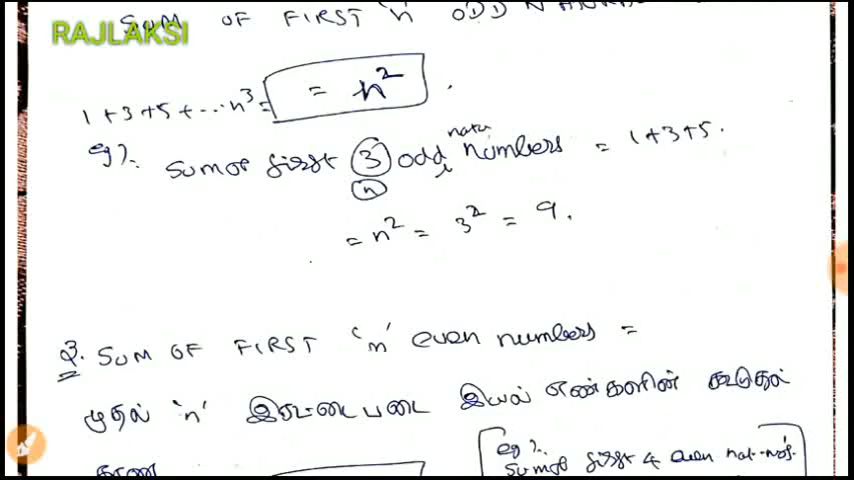 SUM OF FIRST 'n' ODD
RAJLAKSI
1+3+5+...n³= = n²
eg). Sum of first 3 odd natu numbers = 1+3+5.
n
= n² = 3² = 9.
2. SUM OF FIRST 'n' even numbers =
முதல் 'n' இரட்டை படை இயல் எண்களின் கூடுதல்
காண
eg).
Sum of first 4 even nat.no's.